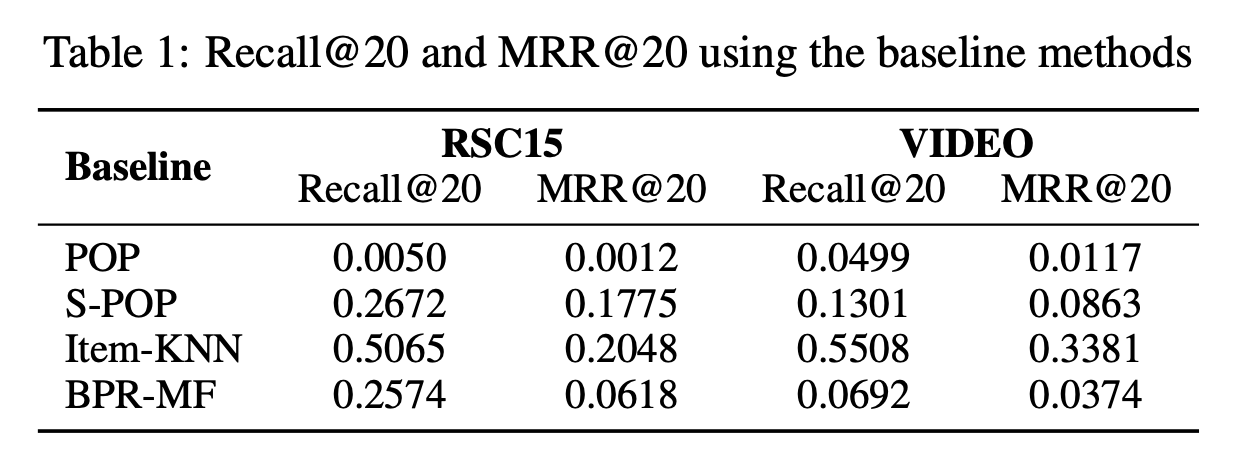 Table 1: Recall@20 and MRR@20 using the baseline methods
Baseline RSC15 VIDEO
Recall@20 MRR@20 Recall@20 MRR@20
POP 0.0050 0.0012 0.0499 0.0117
S-POP 0.2672 0.1775 0.1301 0.0863
Item-KNN 0.5065 0.2048 0.5508 0.3381
BPR-MF 0.2574 0.0618 0.0692 0.0374